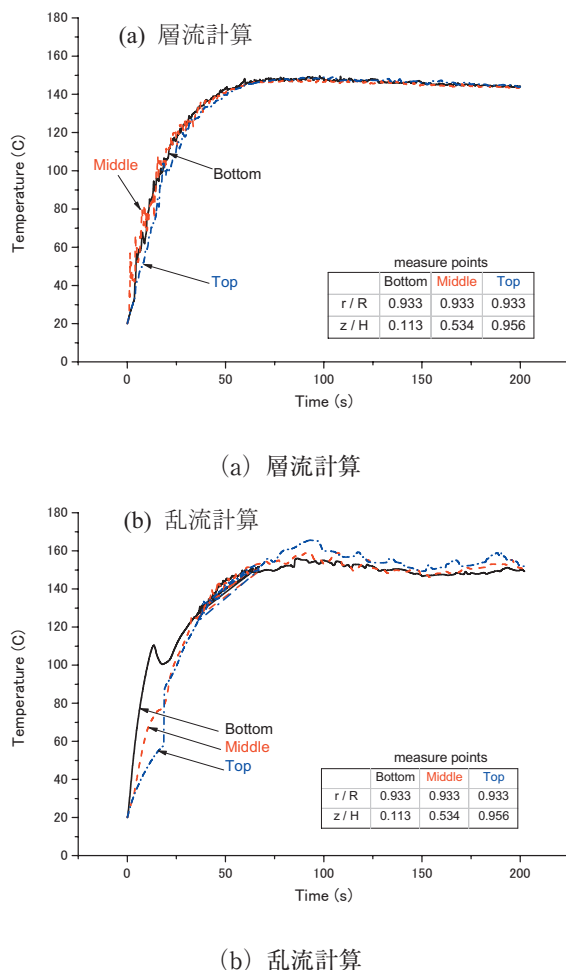 (a) 層流計算
180
160
140
120
100
80
60
40
20
0
Temperature (C)
Middle
Bottom
Top
measure points
Bottom Middle Top
r / R 0.933 0.933 0.933
z / H 0.113 0.534 0.956
0 50 100 150 200
Time (s)
(a) 層流計算
(b) 乱流計算
180
160
140
120
100
80
60
40
20
0
Temperature (C)
Bottom
Middle
Top
measure points
Bottom Middle Top
r / R 0.933 0.933 0.933
z / H 0.113 0.534 0.956
0 50 100 150 200
Time (s)
(b) 乱流計算